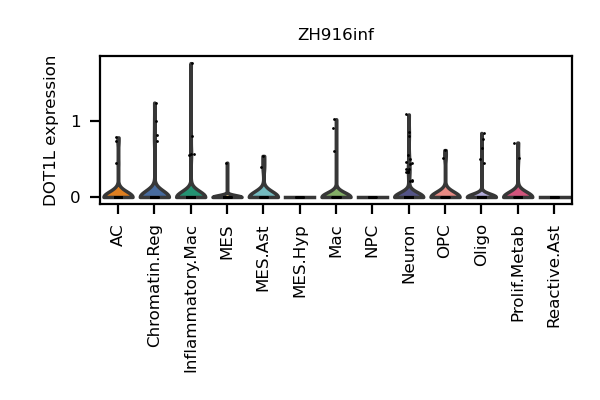 ZH916inf
DOT1L expression
1
0
AC
Chromatin.Reg
Inflammatory.Mac
MES
MES.Ast
MES.Hyp
Mac
NPC
Neuron
OPC
Oligo
Prolif.Metab
Reactive.Ast